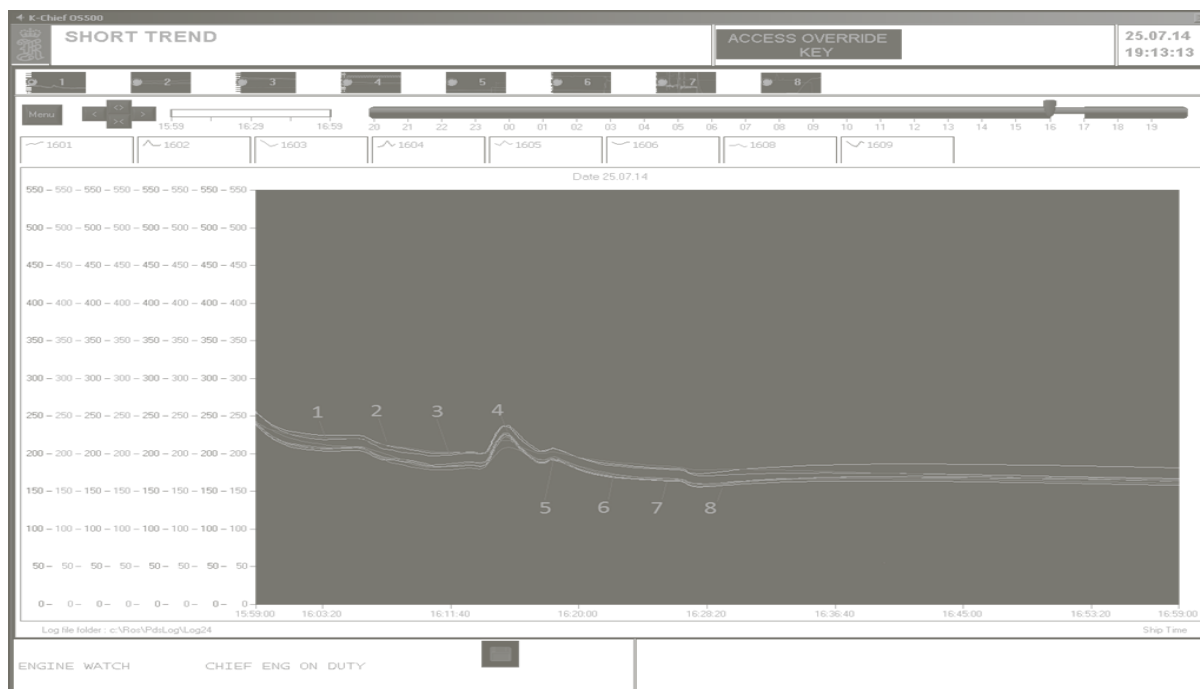 K-Chief OS500
SHORT TREND
ACCESS OVERRIDE
KEY
25.07.14
19:13:13
1 2 3 4 5 6 7 8
Menu
15:59 16:29 16:59
20 21 22 23 00 01 02 03 04 05 06 07 08 09 10 11 12 13 14 15 16 17 18 19
1601 1602 1603 1604 1605 1606 1608 1609
Date 25.07.14
550 550 550 550 550 550 550 550
500 500 500 500 500 500 500 500
450 450 450 450 450 450 450 450
400 400 400 400 400 400 400 400
350 350 350 350 350 350 350 350
300 300 300 300 300 300 300 300
250 250 250 250 250 250 250 250
1 2 3 4
200 200 200 200 200 200 200 200
150 150 150 150 150 150 150 150
5 6 7 8
100 100 100 100 100 100 100 100
50 50 50 50 50 50 50 50
0 0 0 0 0 0 0 0
15:59:00 16:03:20 16:11:40 16:20:00 16:28:20 16:36:40 16:45:00 16:53:20 16:59:00
Log file folder : c:\Ros\PdsLog\Log24
Ship Time
ENGINE WATCH CHIEF ENG ON DUTY